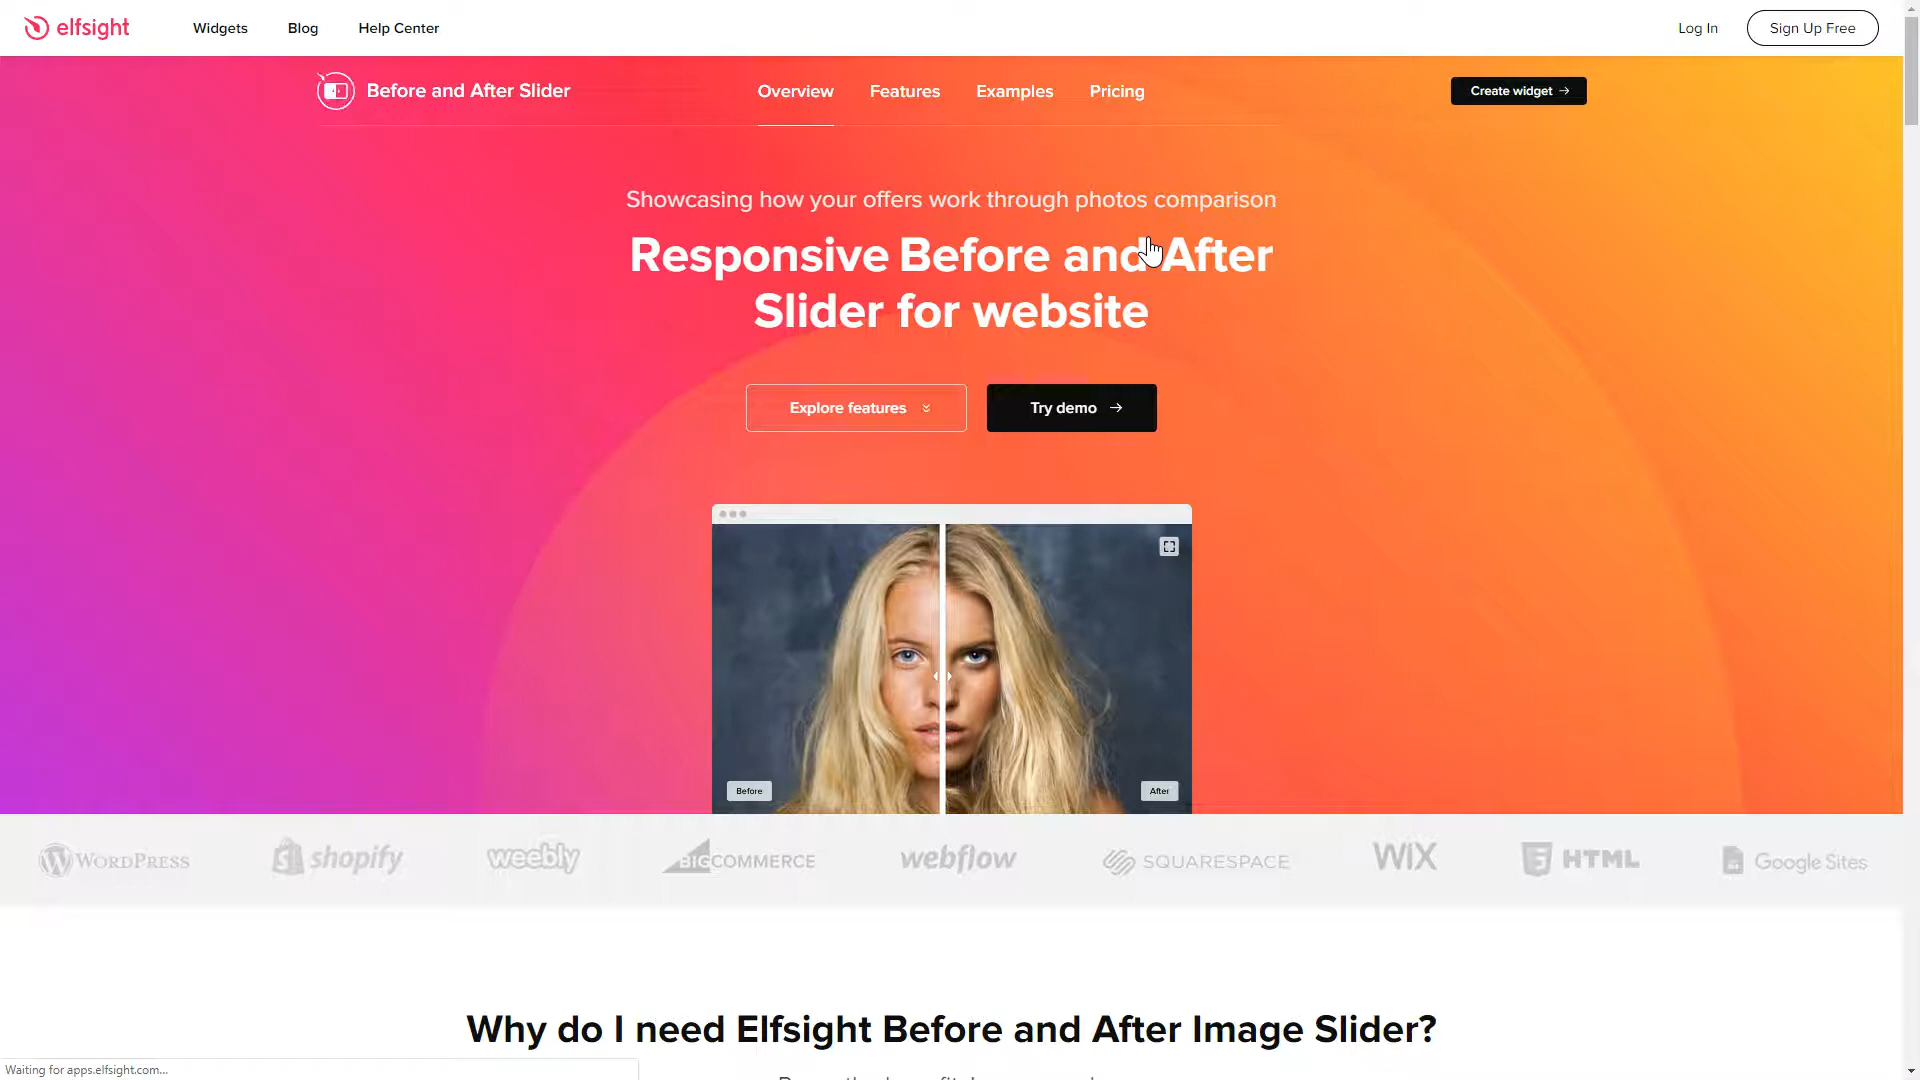 elfsight
Widgets
Blog
Help Center
Log In
Sign Up Free
Before and After Slider
Overview
Features
Examples
Pricing
Create widget
Showcasing how your offers work through photos comparison
Responsive Before and After
Slider for website
Explore features
Try demo
Before
After
WORDPRESS
shopify
weebly
BIGCOMMERCE
webflow
SQUARESPACE
WiX
HTML
Google Sites
Why do I need Elfsight Before and After Image Slider?
Waiting for apps.elfsight.com...